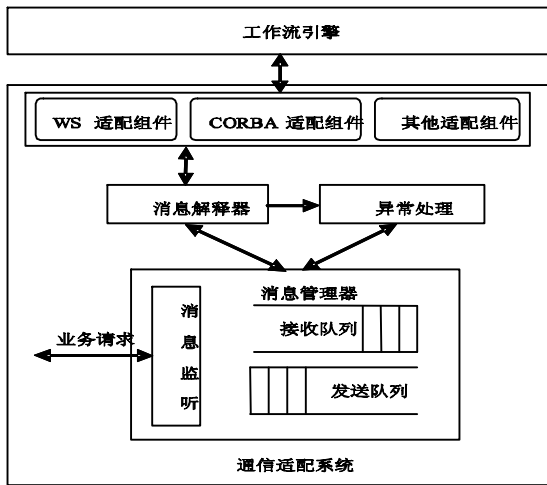 工作流引擎
WS 适配组件
CORBA 适配组件
其他适配组件
消息解释器
异常处理
消息管理器
消息监听
接收队列
业务请求
发送队列
通信适配系统